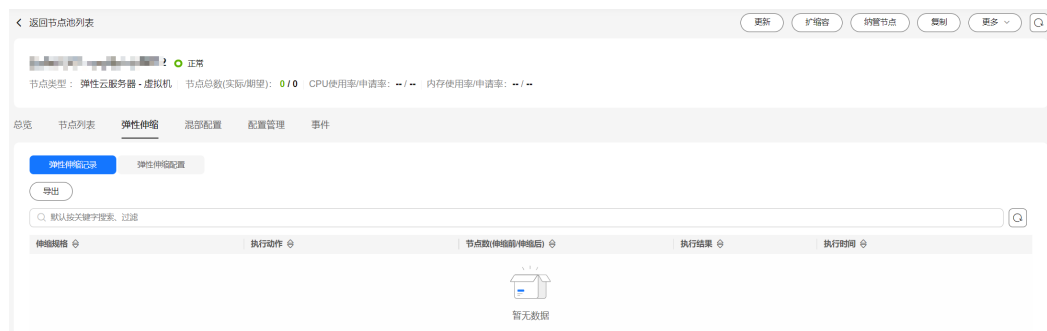 返回节点池列表 更新 扩缩容 纳管节点 复制 更多
2 正常
节点类型： 弹性云服务器 - 虚拟机 节点总数(实际/期望)： 0 / 0 CPU使用率/申请率： -- / -- 内存使用率/申请率： -- / --
总览 节点列表 弹性伸缩 混部配置 配置管理 事件
弹性伸缩记录 弹性伸缩配置
导出
默认按关键字搜索、过滤
伸缩规格 执行动作 节点数(伸缩前/伸缩后) 执行结果 执行时间
暂无数据